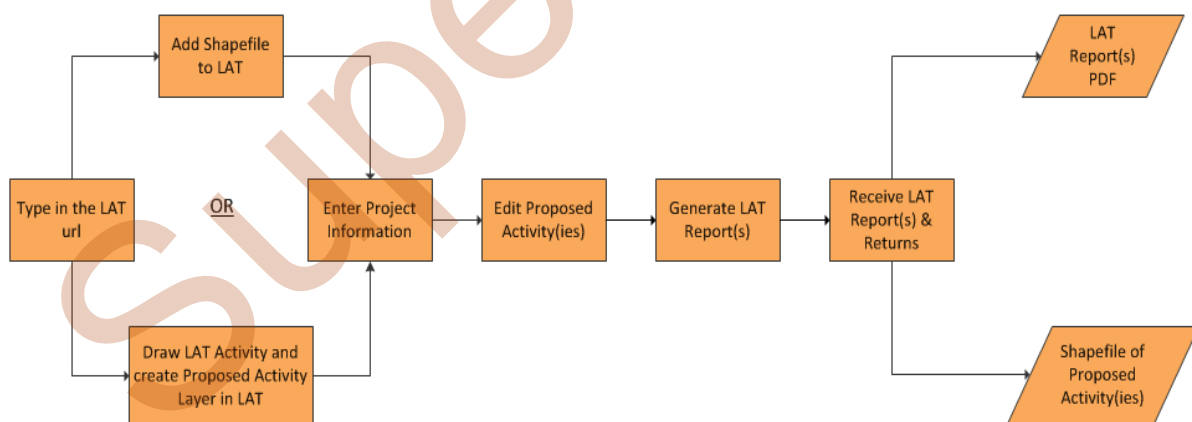 Add Shapefile
to LAT
LAT
Report(s)
PDF
Type in the LAT
url
OR
Enter Project
Information
Edit Proposed
Activity(ies)
Generate LAT
Report(s)
Receive LAT
Report(s) &
Returns
Draw LAT Activity and
create Proposed Activity
Layer in LAT
Shapefile of
Proposed
Activity(ies)
Supe